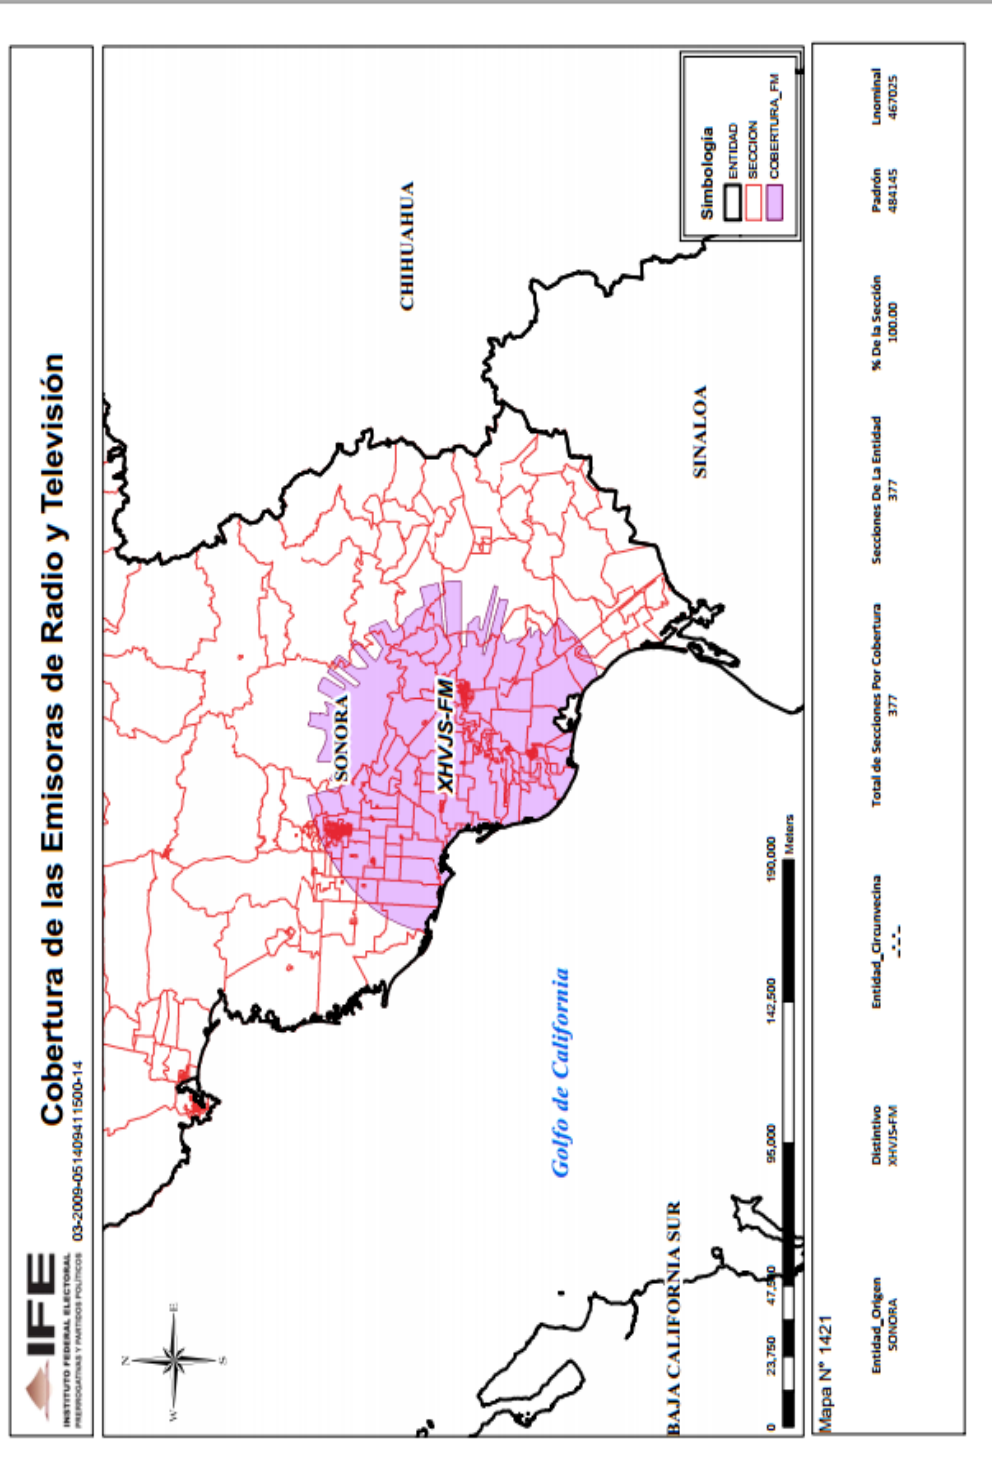 IFE
INSTITUTO FEDERAL ELECTORAL
PRERROGATIVAS Y PARTIDOS POLÍTICOS
Cobertura de las Emisoras de Radio y Televisión
03-2009-051409411500-14
N
W
E
S
CHIHUAHUA
SONORA
XHVJS-FM
SINALOA
Golfo de California
BAJA CALIFORNIA SUR
Simbología
ENTIDAD
SECCION
COBERTURA_FM
0 23,750 47,500 95,000 142,500 190,000
Meters
Mapa N° 1421
Entidad_Origen Distintivo Entidad_Circunvecina Total de Secciones Por Cobertura Secciones De La Entidad % De la Sección Padrón Lnominal
SONORA XHVJS-FM _-_-_ 377 377 100.00 484145 467025